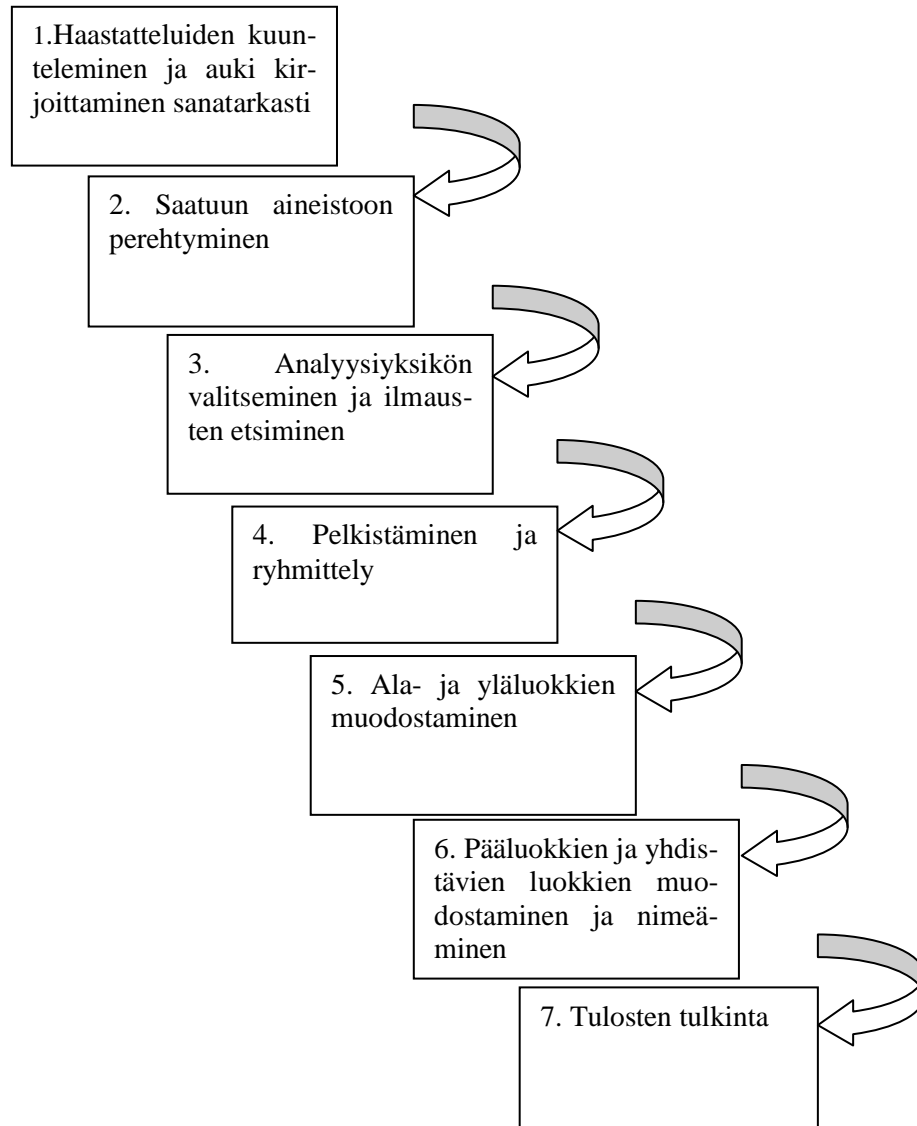 1.Haastatteluiden kuun-
teleminen ja auki kir-
joittaminen sanatarkasti
2. Saatuun aineistoon
perehtyminen
3. Analyysiyksikön
valitseminen ja ilmaus-
ten etsiminen
4. Pelkistäminen ja
ryhmittely
5. Ala- ja yläluokkien
muodostaminen
6. Pääluokkien ja yhdis-
tävien luokkien muo-
dostaminen ja nimeä-
minen
7. Tulosten tulkinta